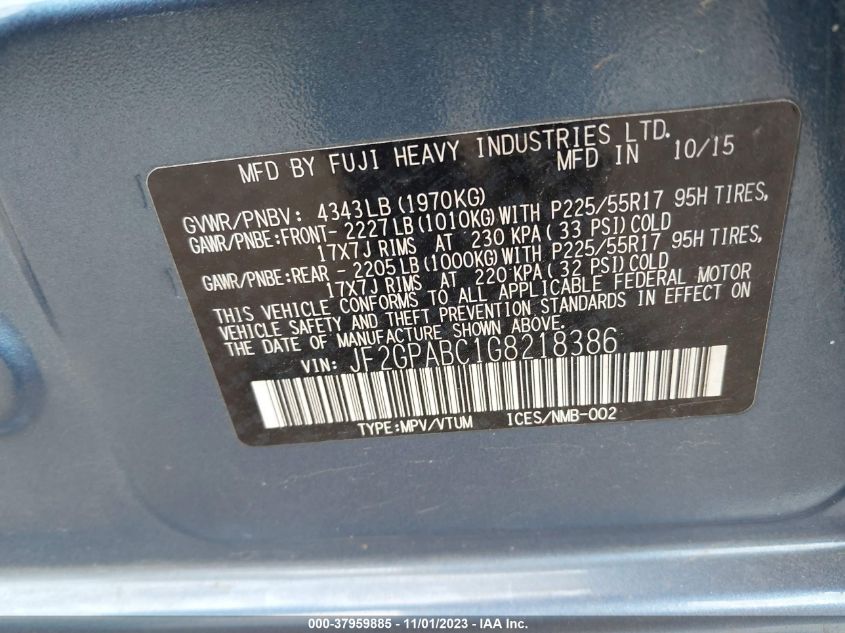 MFD BY FUJI HEAVY INDUSTRIES LTD.
MFD IN 10/15
GVWR/PNBV: 4343LB (1970KG)
GAWR/PNBE:FRONT- 2227LB (1010KG) WITH P225/55R17 95H TIRES,
17X7J RIMS AT 230 KPA( 33 PSI) COLD
GAWR/PNBE:REAR - 2205LB (1000KG) WITH P225/55R17 95H TIRES,
17X7J RIMS AT 220 KPA( 32 PSI) COLD
THIS VEHICLE CONFORMS TO ALL APPLICABLE FEDERAL MOTOR
VEHICLE SAFETY AND THEFT PREVENTION STANDARDS IN EFFECT ON
THE DATE OF MANUFACTURE SHOWN ABOVE.
VIN: JF2GPABC1G8218386
TYPE:MPV/VTUM ICES/NMB-002
000-37959885 - 11/01/2023 - IAA Inc.